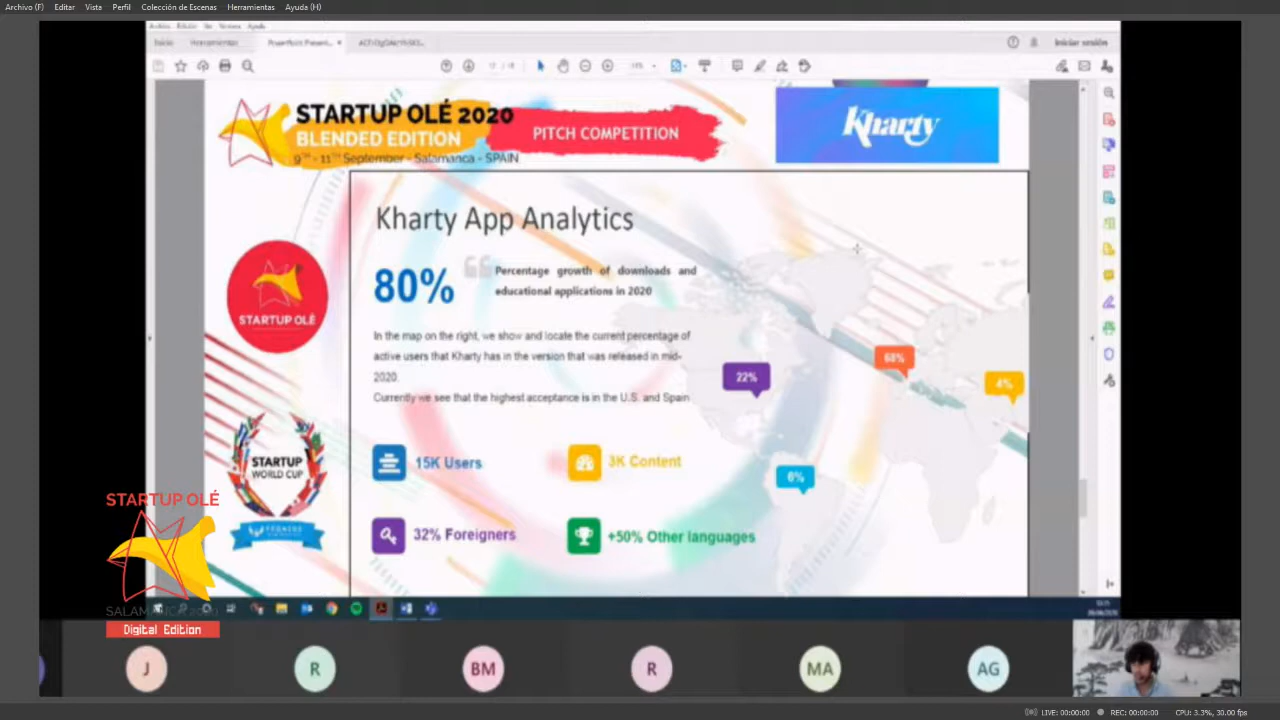 Archivo (F) Editar Vista Perfil Colección de Escenas Herramientas Ayuda (H)
Inicio Herramientas PowerPoint Present... Iniciar sesión
STARTUP OLÉ 2020
BLENDED EDITION
9TH - 11TH September - Salamanca - SPAIN
PITCH COMPETITION
Kharty
Kharty App Analytics
80%
Percentage growth of downloads and
educational applications in 2020
STARTUP OLÉ
In the map on the right, we show and locate the current percentage of
active users that Kharty has in the version that was released in mid-
2020.
Currently we see that the highest acceptance is in the U.S. and Spain
22%
68%
4%
6%
15K Users
3K Content
32% Foreigners
+50% Other languages
STARTUP
WORLD CUP
STARTUP OLÉ
SALAMANCA 2020
Digital Edition
J R BM R MA AG
LIVE: 00:00:00 REC: 00:00:00 CPU: 3.3%, 30.00 fps